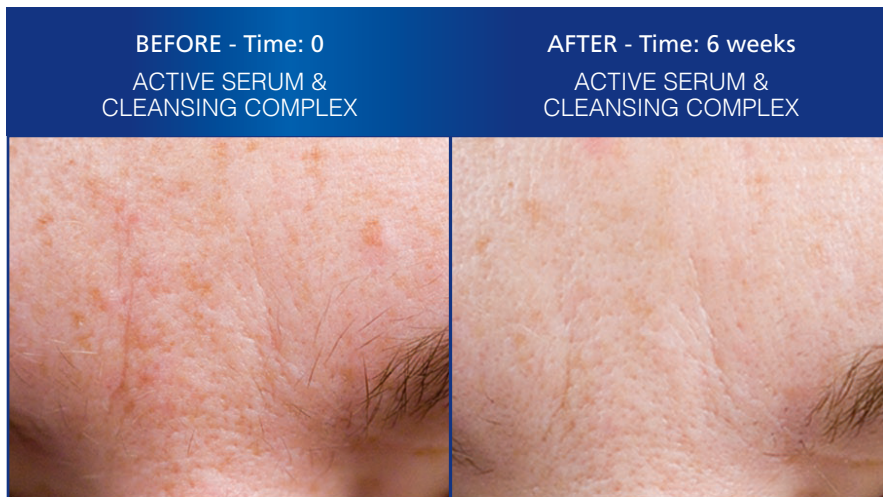 BEFORE - Time: 0
ACTIVE SERUM &
CLEANSING COMPLEX
AFTER - Time: 6 weeks
ACTIVE SERUM &
CLEANSING COMPLEX